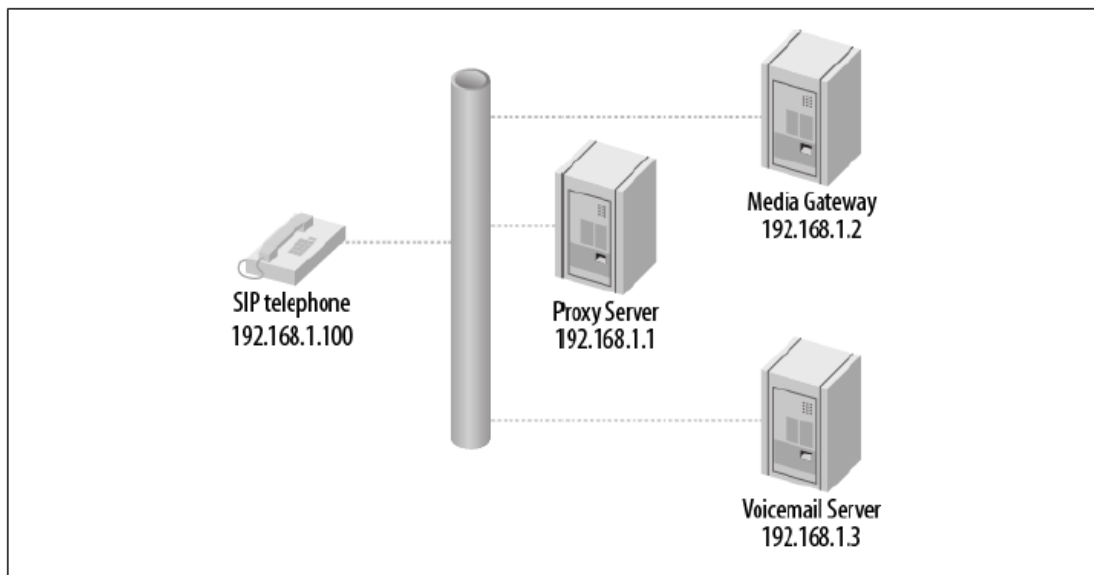 Media Gateway
192.168.1.2
SIP telephone
192.168.1.100
Proxy Server
192.168.1.1
Voicemail Server
192.168.1.3